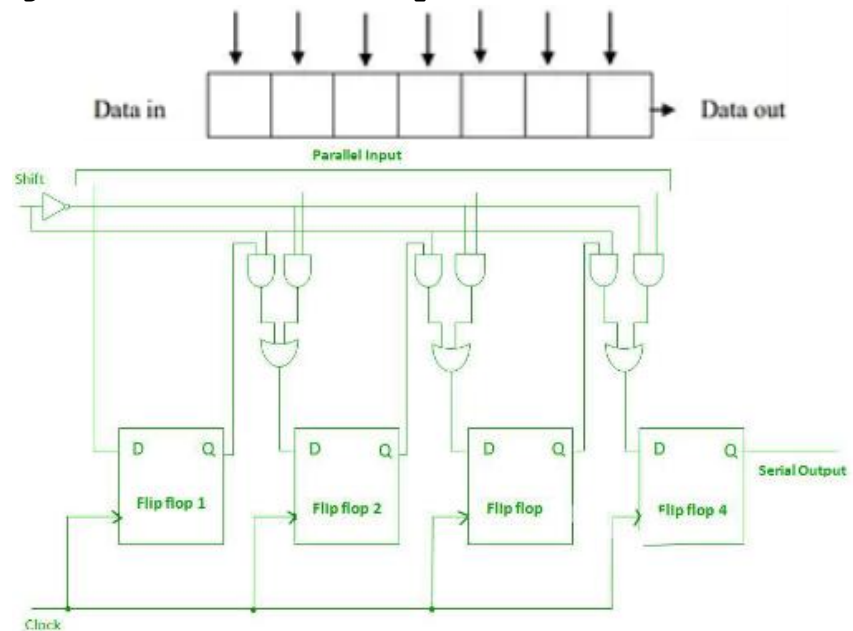 Data in Data out
Parallel Input
Shift
D Q D Q D Q D Q
Serial Output
Flip flop 1 Flip flop 2 Flip flop Flip flop 4
Clock